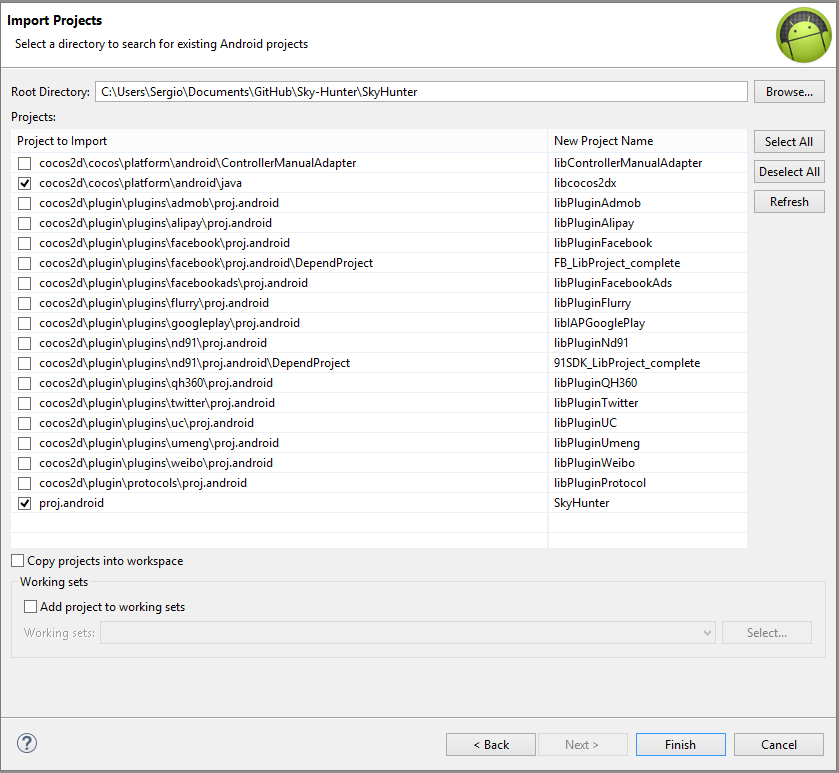 Import Projects
Select a directory to search for existing Android projects
Root Directory: C:\Users\Sergio\Documents\GitHub\Sky-Hunter\SkyHunter Browse...
Projects:
Project to Import New Project Name Select All
cocos2d\cocos\platform\android\ControllerManualAdapter libControllerManualAdapter
Deselect All
cocos2d\cocos\platform\android\java libcocos2dx
cocos2d\plugin\plugins\admob\proj.android libPluginAdmob Refresh
cocos2d\plugin\plugins\alipay\proj.android libPluginAlipay
cocos2d\plugin\plugins\facebook\proj.android libPluginFacebook
cocos2d\plugin\plugins\facebook\proj.android\DependProject FB_LibProject_complete
cocos2d\plugin\plugins\facebookads\proj.android libPluginFacebookAds
cocos2d\plugin\plugins\flurry\proj.android libPluginFlurry
cocos2d\plugin\plugins\googleplay\proj.android libIAPGooglePlay
cocos2d\plugin\plugins\nd91\proj.android libPluginNd91
cocos2d\plugin\plugins\nd91\proj.android\DependProject 91SDK_LibProject_complete
cocos2d\plugin\plugins\qh360\proj.android libPluginQH360
cocos2d\plugin\plugins\twitter\proj.android libPluginTwitter
cocos2d\plugin\plugins\uc\proj.android libPluginUC
cocos2d\plugin\plugins\umeng\proj.android libPluginUmeng
cocos2d\plugin\plugins\weibo\proj.android libPluginWeibo
cocos2d\plugin\protocols\proj.android libPluginProtocol
proj.android SkyHunter
Copy projects into workspace
Working sets
Add project to working sets
Working sets: Select...
? < Back Next > Finish Cancel